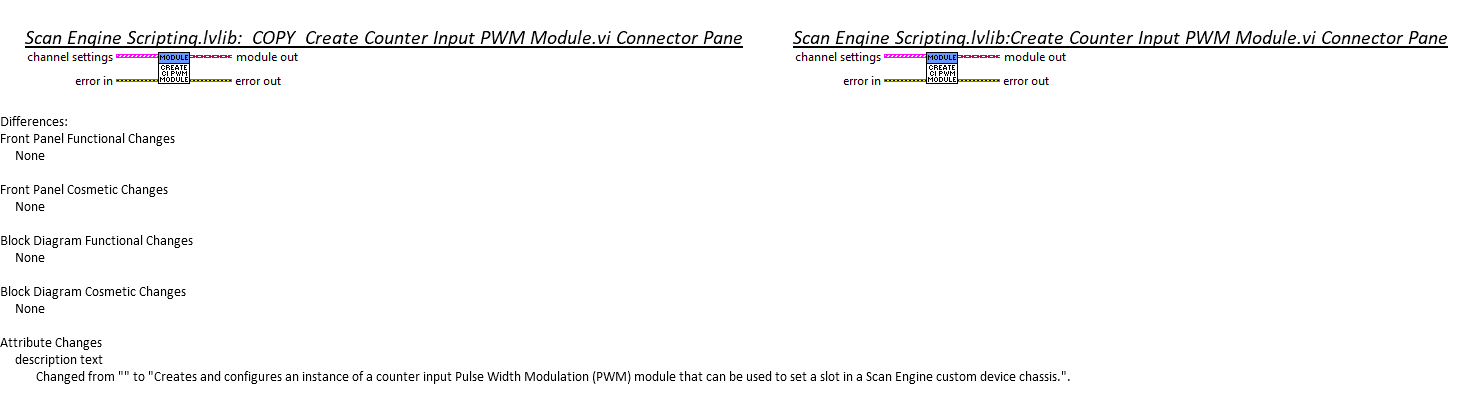 Scan Engine Scripting.lvlib:_COPY_Create Counter Input PWM Module.vi Connector Pane
Scan Engine Scripting.lvlib:Create Counter Input PWM Module.vi Connector Pane
channel settings MODULE module out
CREATE
CI PWM
error in MODULE error out
channel settings MODULE module out
CREATE
CI PWM
error in MODULE error out
Differences:
Front Panel Functional Changes
None
Front Panel Cosmetic Changes
None
Block Diagram Functional Changes
None
Block Diagram Cosmetic Changes
None
Attribute Changes
description text
Changed from "" to "Creates and configures an instance of a counter input Pulse Width Modulation (PWM) module that can be used to set a slot in a Scan Engine custom device chassis.".